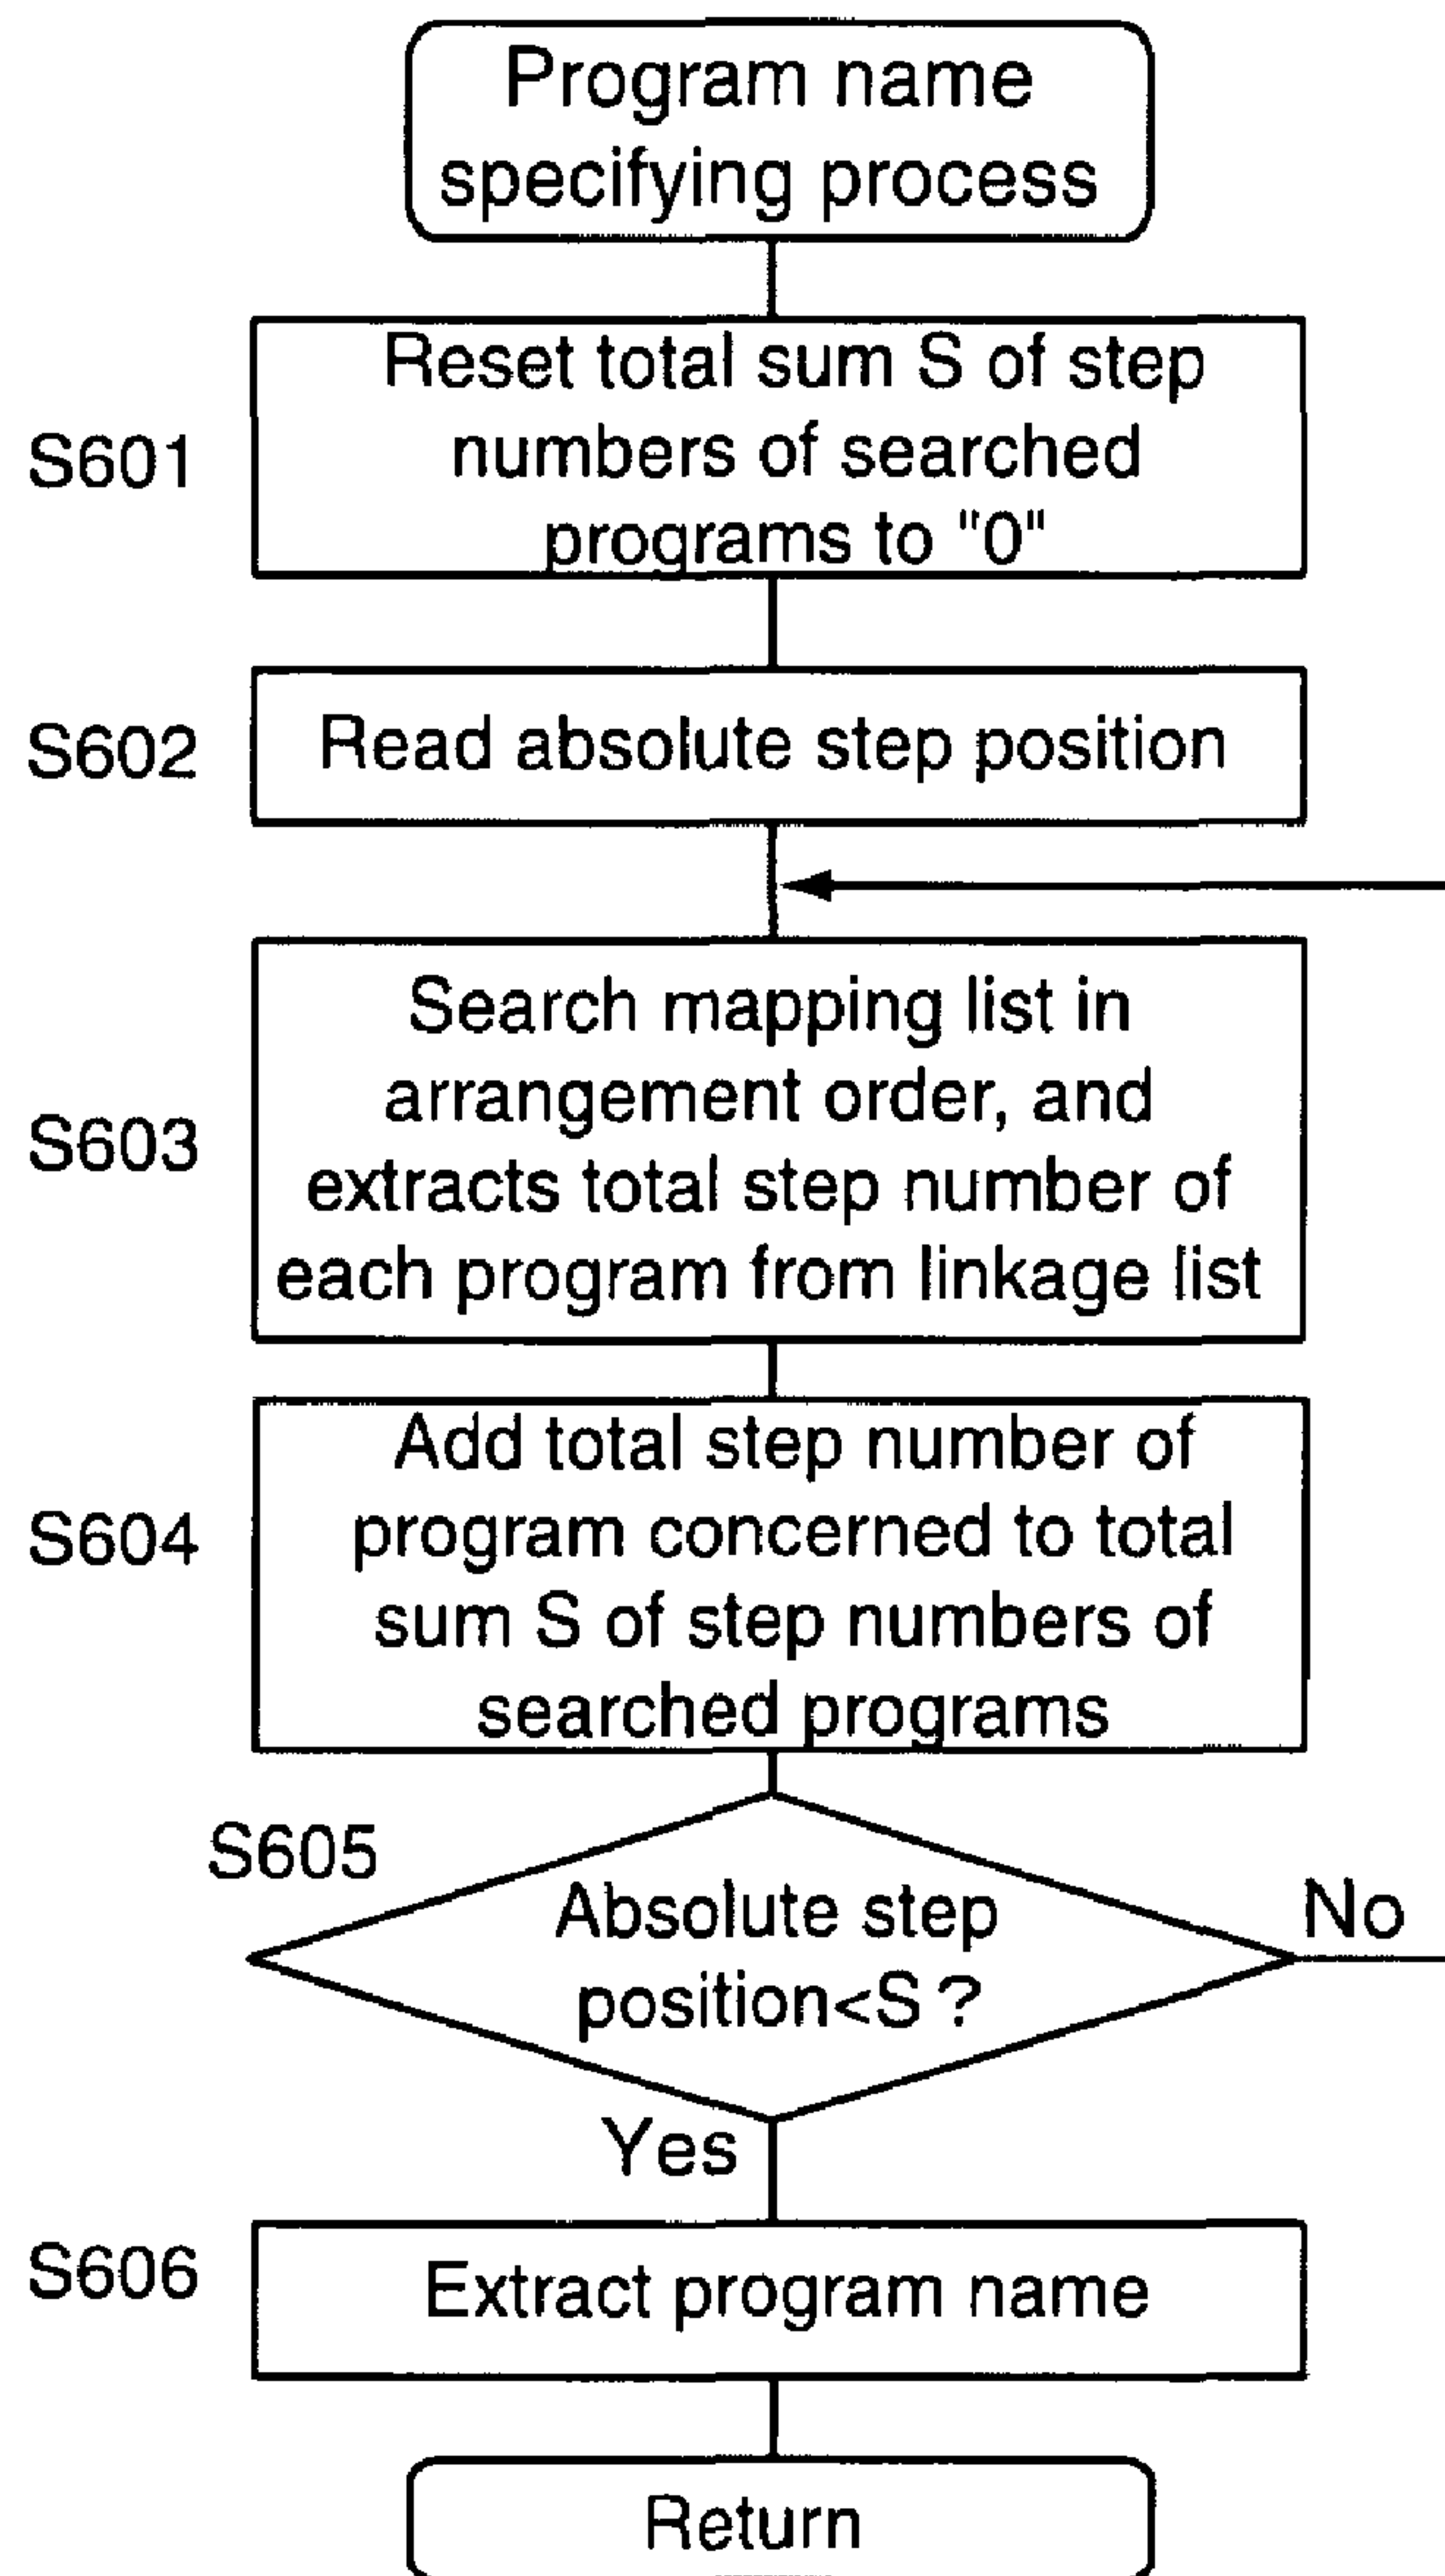 Program name
specifying process
S601
Reset total sum S of step
numbers of searched
programs to "0"
S602
Read absolute step position
S603
Search mapping list in
arrangement order, and
extracts total step number of
each program from linkage list
S604
Add total step number of
program concerned to total
sum S of step numbers of
searched programs
S605
Absolute step
position<S ?
No
Yes
S606
Extract program name
Return